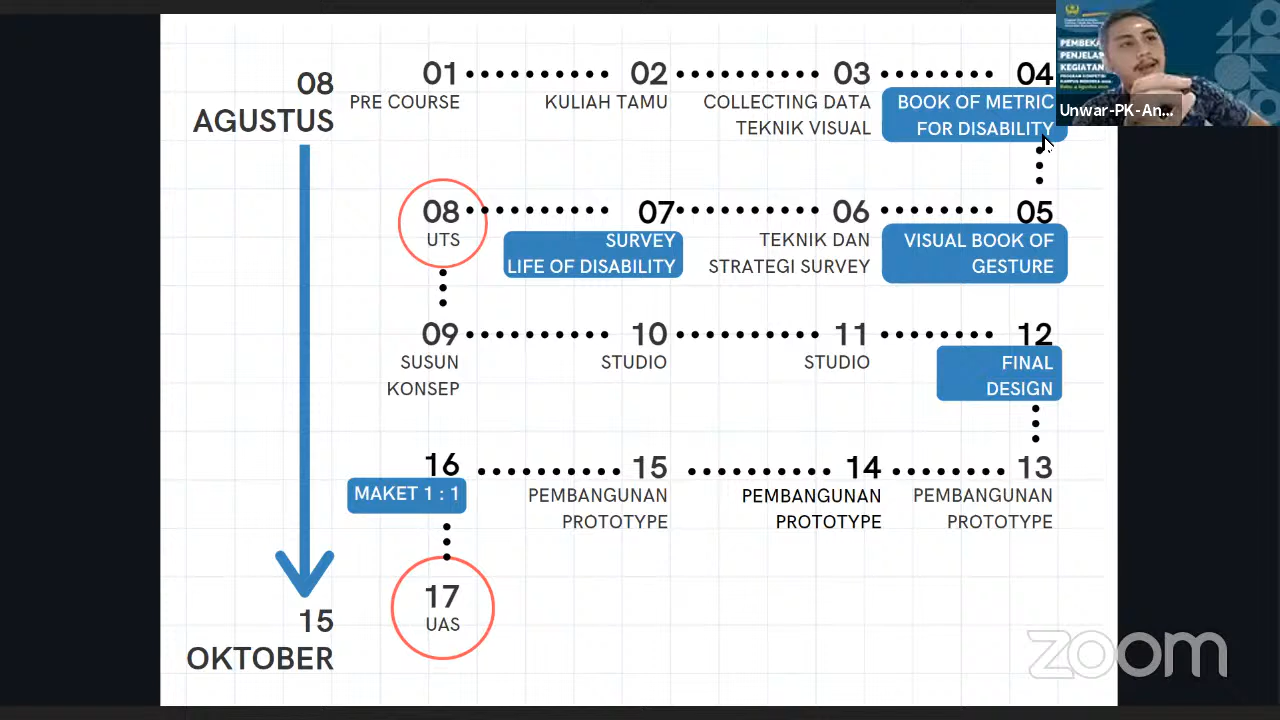 08
AGUSTUS
01
PRE COURSE
02
KULIAH TAMU
03
COLLECTING DATA
TEKNIK VISUAL
04
BOOK OF METRIC
FOR DISABILITY
08
UTS
07
SURVEY
LIFE OF DISABILITY
06
TEKNIK DAN
STRATEGI SURVEY
05
VISUAL BOOK OF
GESTURE
09
SUSUN
KONSEP
10
STUDIO
11
STUDIO
12
FINAL
DESIGN
16
MAKET 1 : 1
15
PEMBANGUNAN
PROTOTYPE
14
PEMBANGUNAN
PROTOTYPE
13
PEMBANGUNAN
PROTOTYPE
17
UAS
15
OKTOBER
PEMBEKA
PENJELA
KEGIATAN
Unwar-PK-An...
zoom